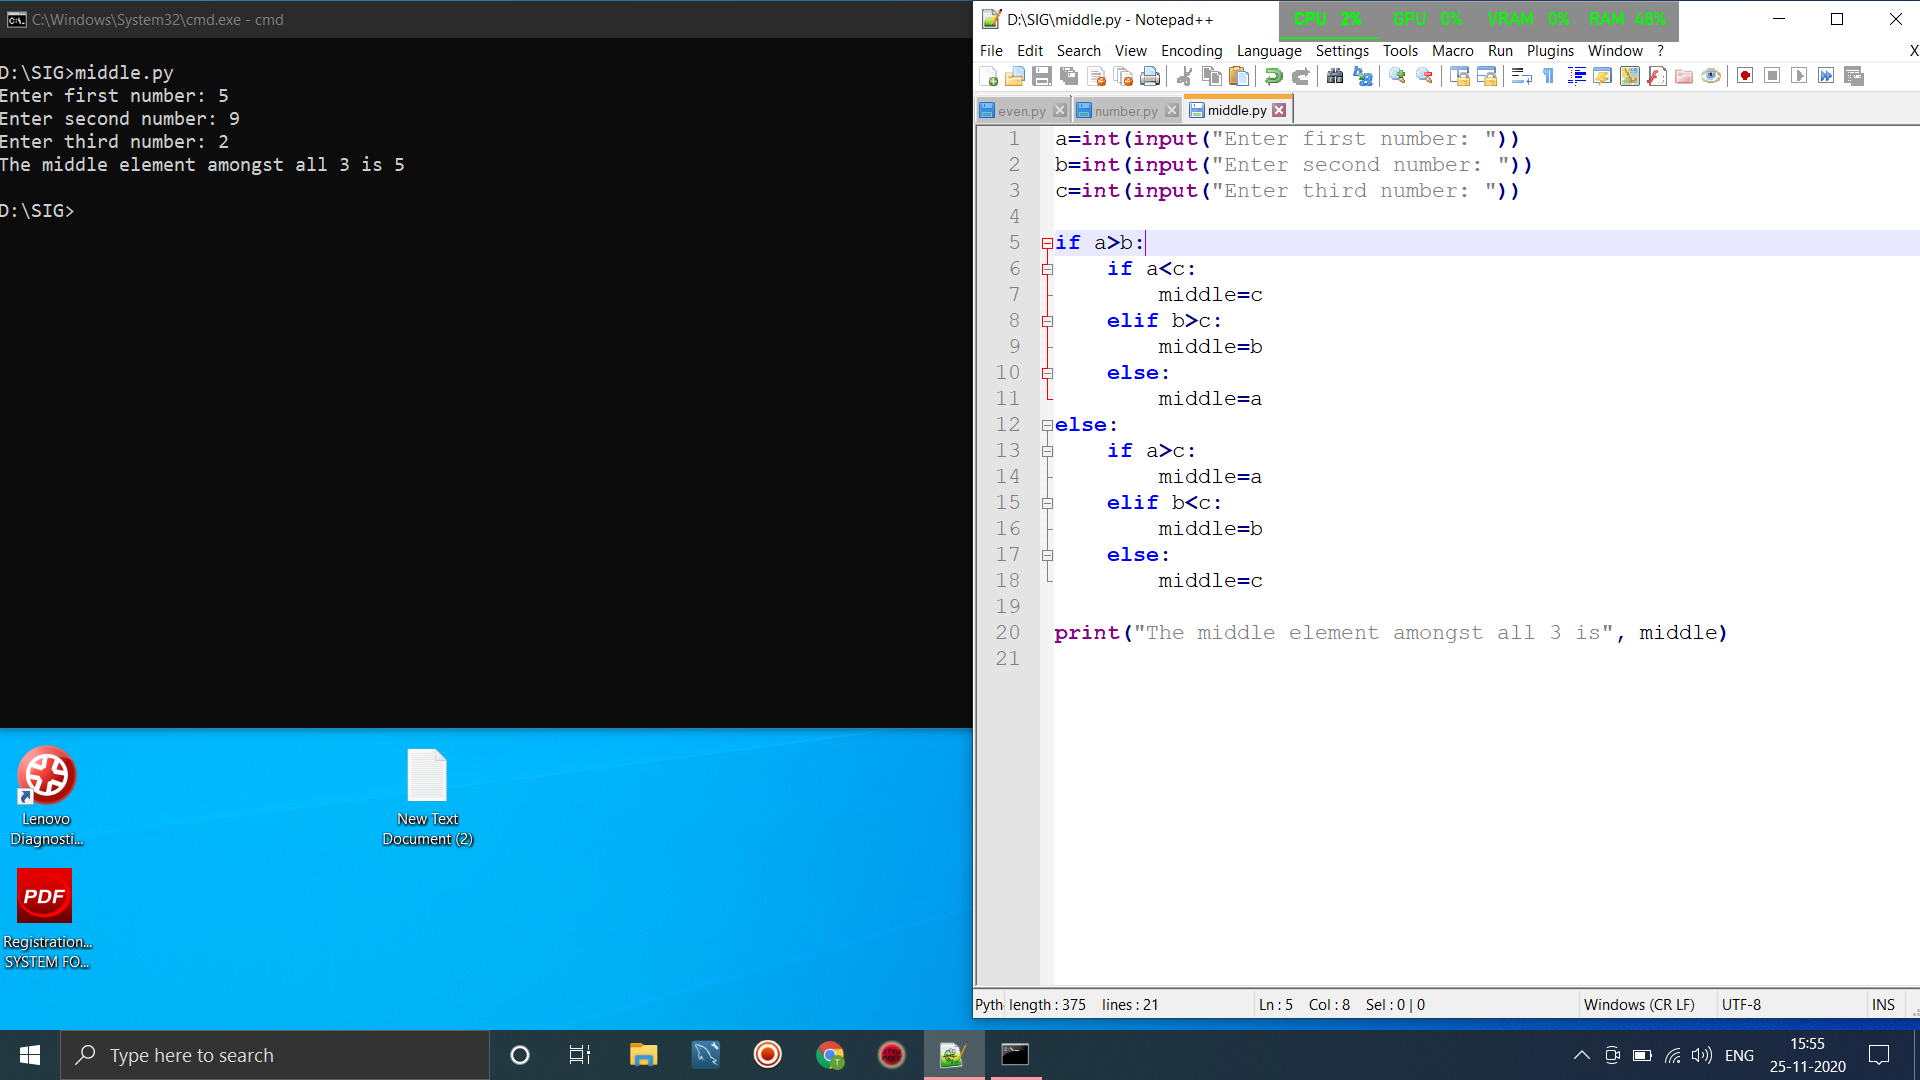 C:\Windows\System32\cmd.exe - cmd
D:\SIG>middle.py
Enter first number: 5
Enter second number: 9
Enter third number: 2
The middle element amongst all 3 is 5
D:\SIG>
Lenovo
Diagnosti...
New Text
Document (2)
PDF
Registration...
SYSTEM FO...
D:\SIG\middle.py - Notepad++
CPU 2% GPU 0% VRAM 0% RAM 48%
File Edit Search View Encoding Language Settings Tools Macro Run Plugins Window ? X
even.py number.py middle.py
1 a=int(input("Enter first number: "))
2 b=int(input("Enter second number: "))
3 c=int(input("Enter third number: "))
4
5 if a>b:
6     if a<c:
7         middle=c
8     elif b>c:
9         middle=b
10     else:
11         middle=a
12 else:
13     if a>c:
14         middle=a
15     elif b<c:
16         middle=b
17     else:
18         middle=c
19
20 print("The middle element amongst all 3 is", middle)
21
Pyth length : 375 lines : 21 Ln : 5 Col : 8 Sel : 0 | 0 Windows (CR LF) UTF-8 INS
Type here to search
ENG
15:55
25-11-2020